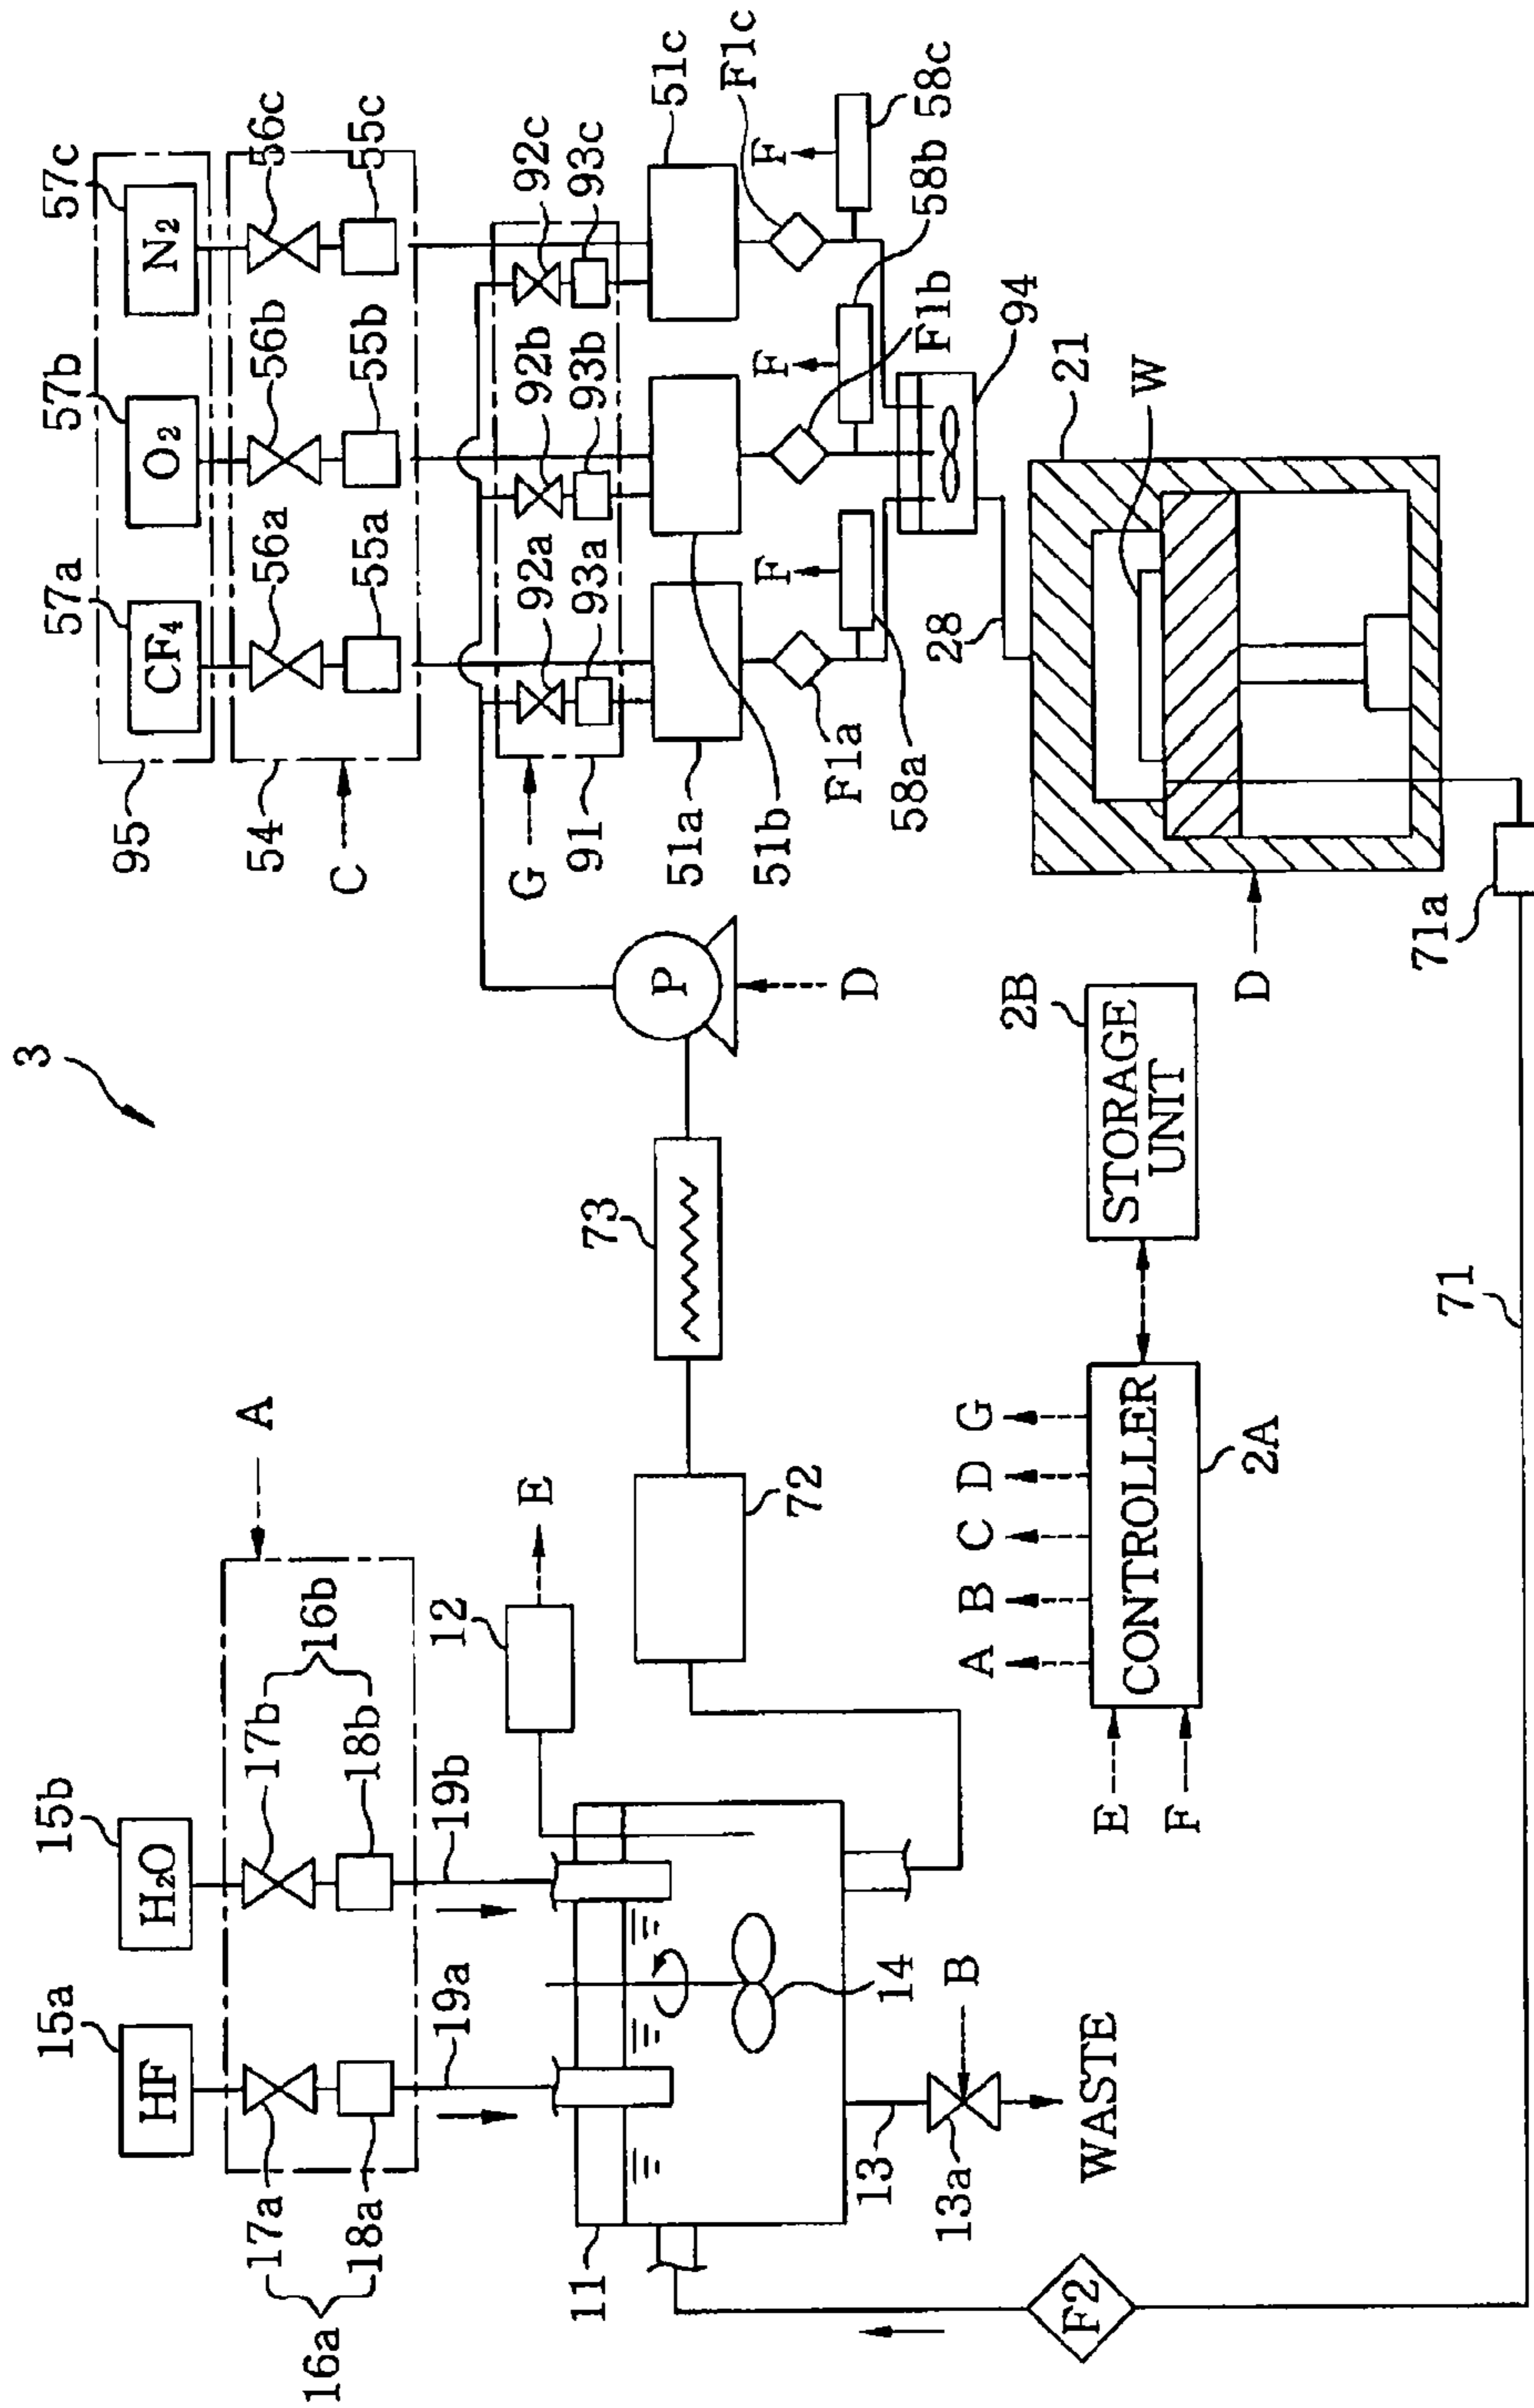 3
15a
HF
15b
H₂O
A
17a
18a
16a
17b
18b
16b
19a
19b
12
E
11
14
13
13a
B
WASTE
F2
72
73
P
D
95
57a
CF₄
57b
O₂
57c
N₂
54
C
56a
55a
56b
55b
56c
55c
G
91
92a
93a
92b
93b
92c
93c
51a
51b
51c
F1a
F
58a
F1b
F
58b
F1c
F
58c
94
28
21
W
D
71a
71
A
B
C
D
G
E
F
CONTROLLER
2A
2B
STORAGE
UNIT